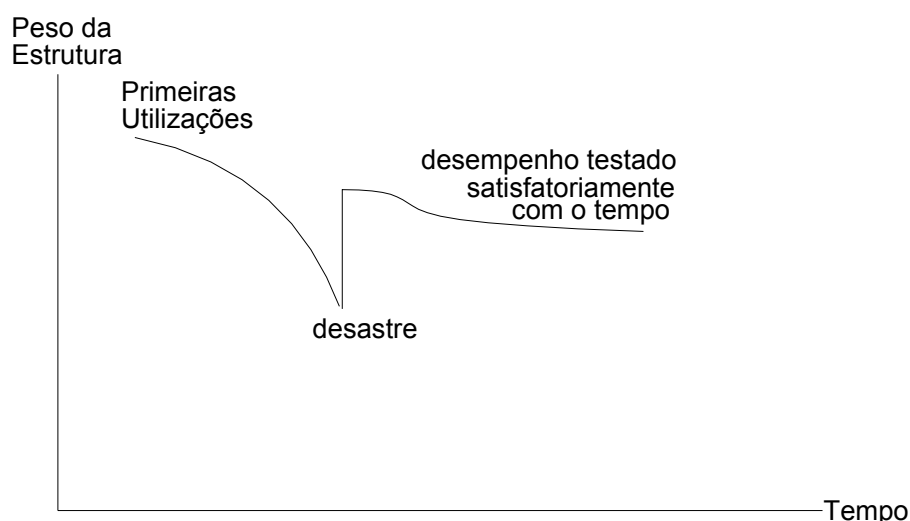 Peso da
Estrutura
Primeiras
Utilizações
desempenho testado
satisfatoriamente
com o tempo
desastre
Tempo